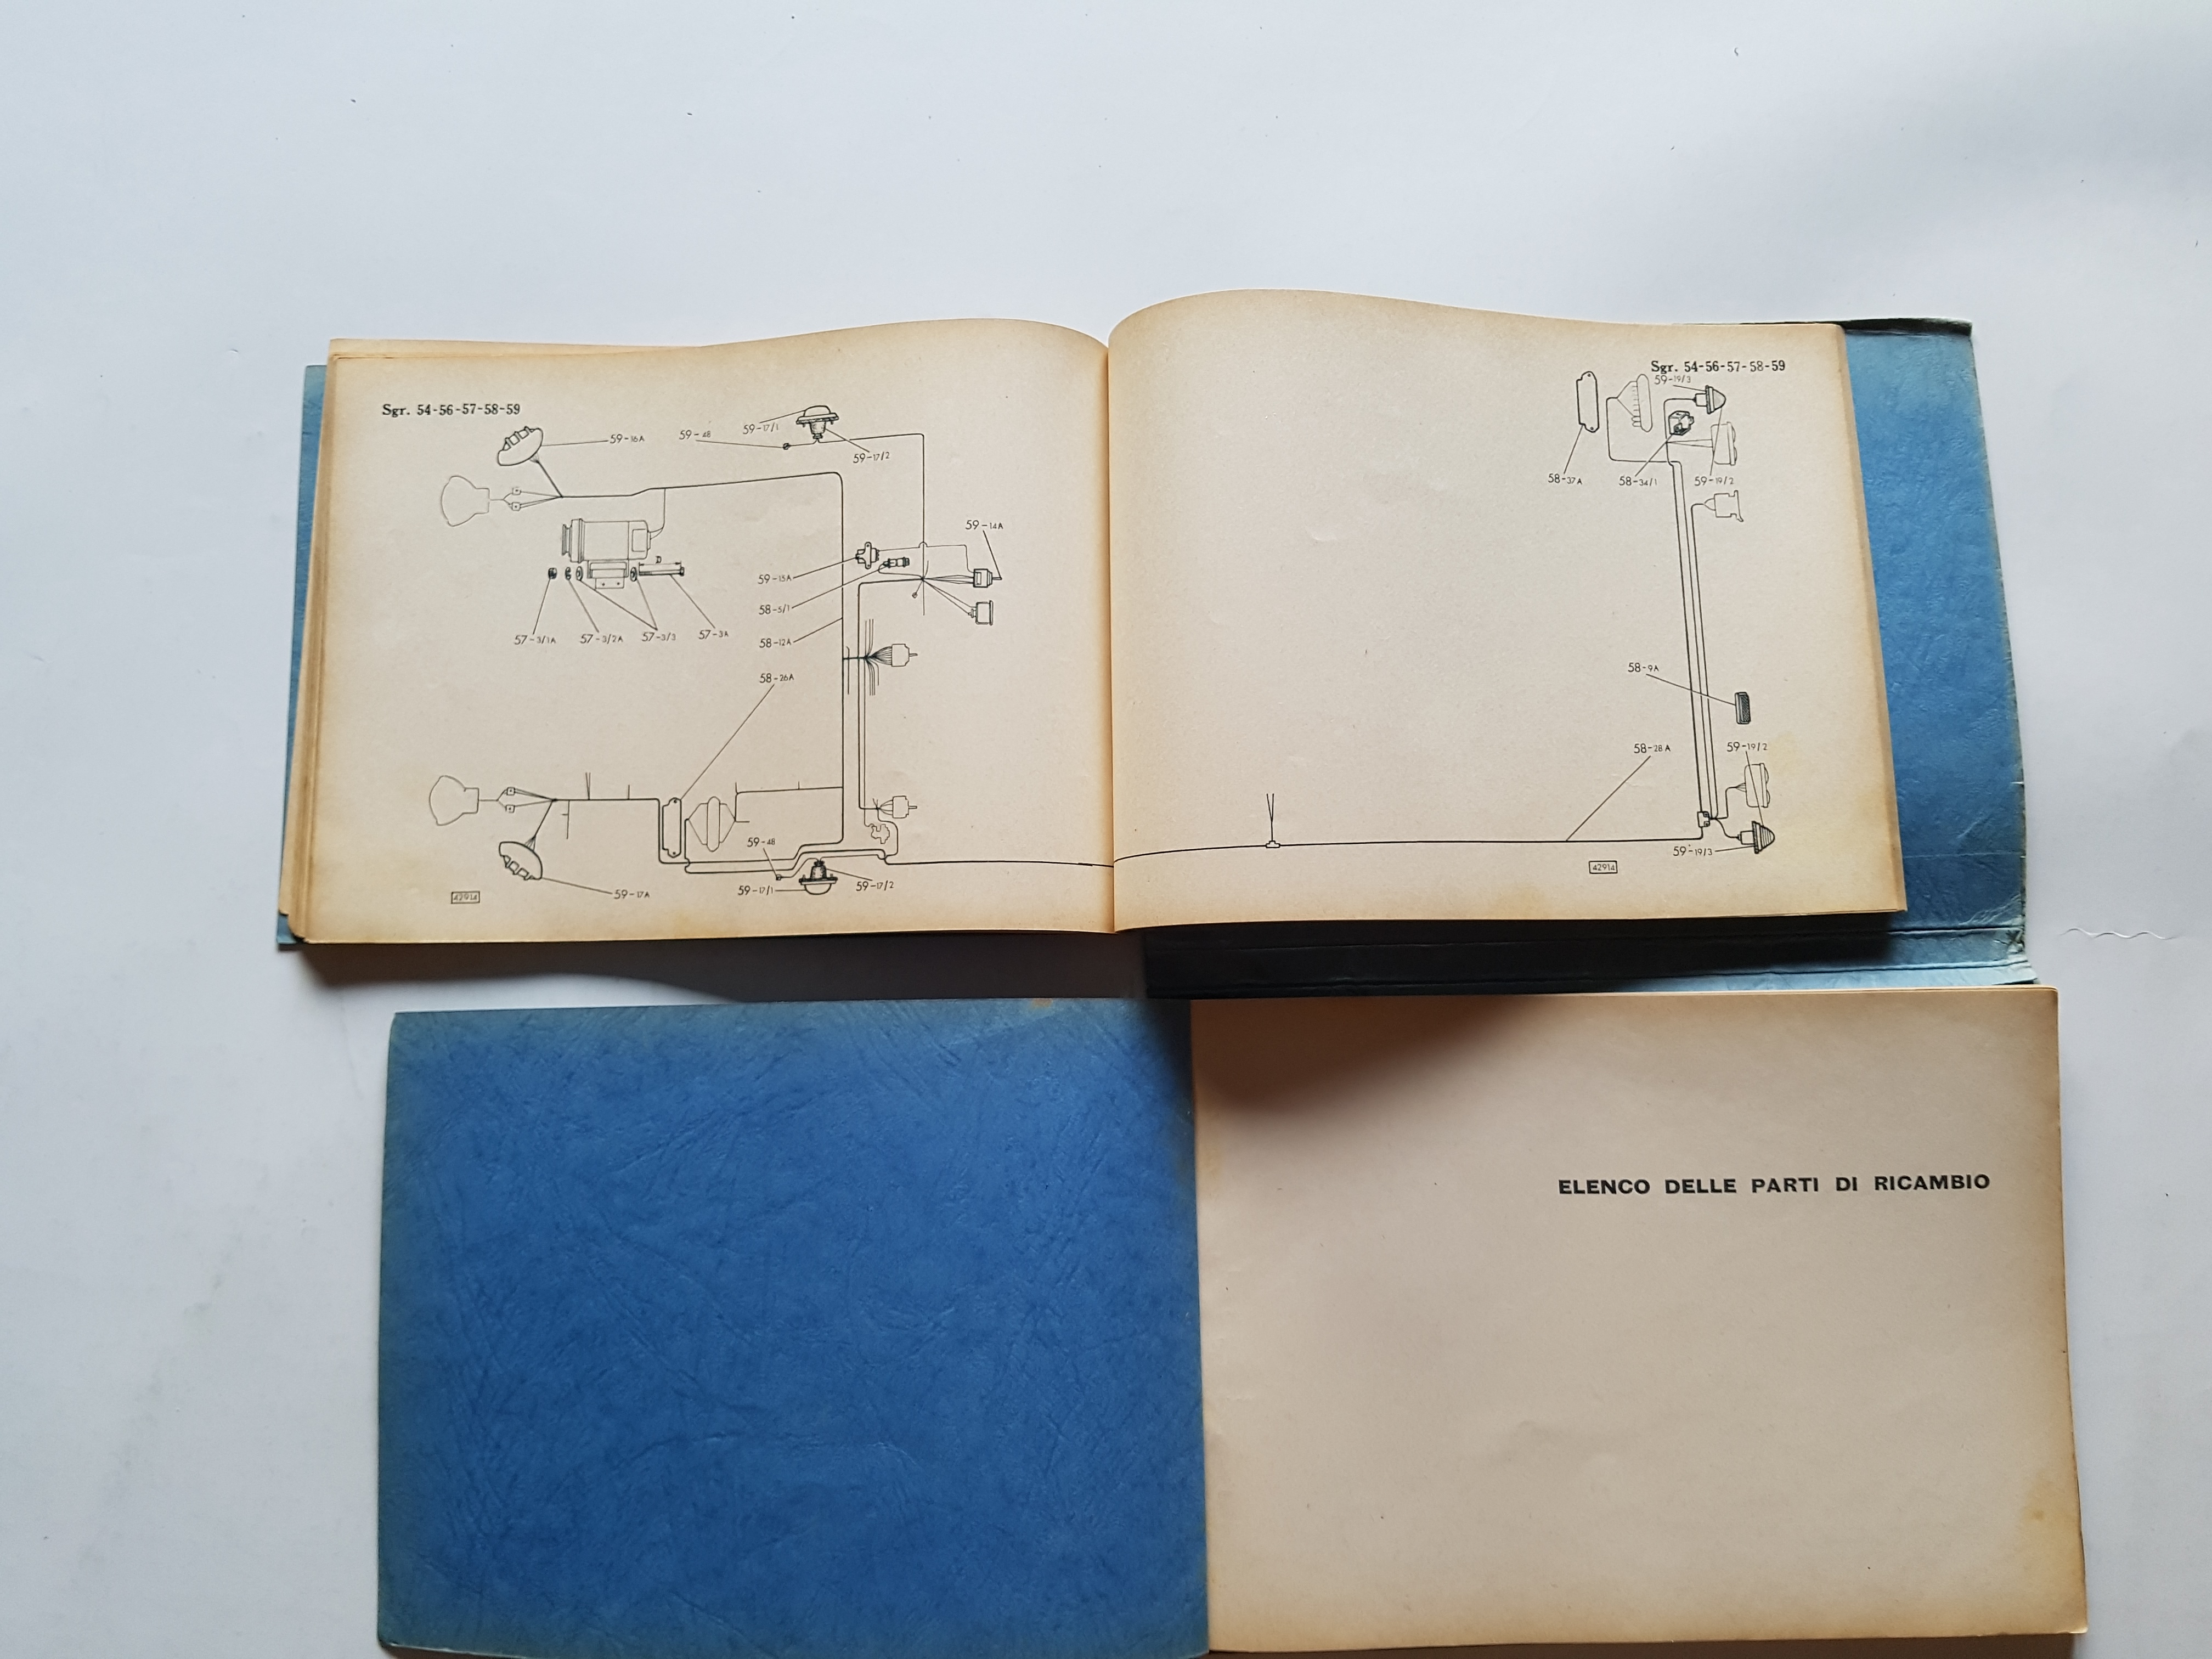 Sgr. 54-56-57-58-59
59-16A
59-48
59-17/1
59-17/2
59-14A
59-15A
58-5/1
58-12A
57-3/1A
57-3/2A
57-3/3
57-3A
D
58-26A
59-48
59-17/1
59-17/2
59-17A
42914
Sgr. 54-56-57-58-59
59-19/3
58-37A
58-34/1
59-19/2
58-9A
58-28A
59-19/2
59-19/3
42914
ELENCO DELLE PARTI DI RICAMBIO